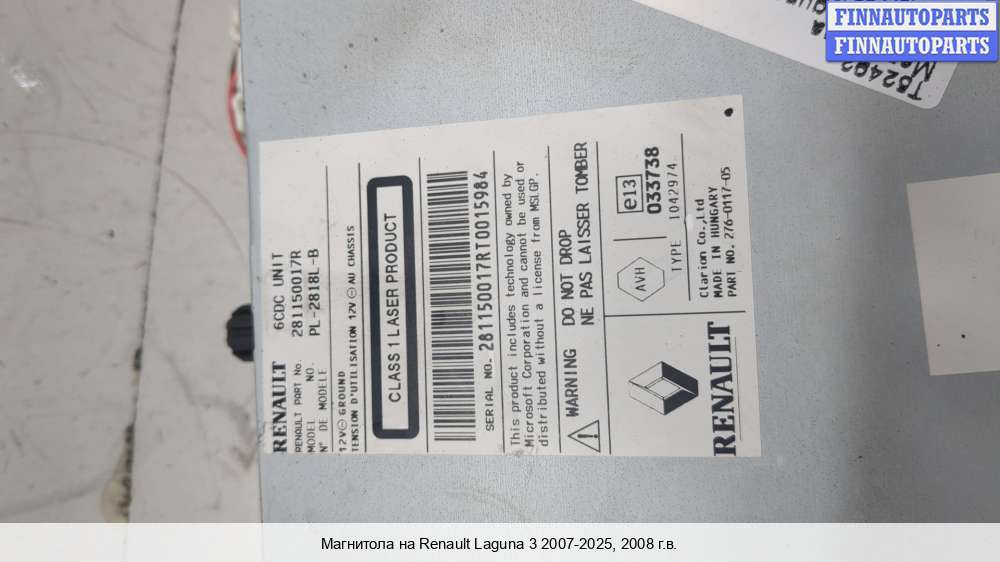 FINNAUTOPARTS
FINNAUTOPARTS
T82402
RENAULT 6CDC UNIT
RENAULT PART No. 281150017R
MODEL NO. PL-2818L-B
N° DE MODELE
12V⎓ GROUND
TENSION D'UTILISATION 12V ⊝ AU CHASSIS
CLASS 1 LASER PRODUCT
SERIAL NO. 281150017RT0015984
This product includes technology owned by
Microsoft Corporation and cannot be used or
distributed without a license from MSLGP.
WARNING DO NOT DROP
NE PAS LAISSER TOMBER
AVH
e13
033738
TYPE 1042974
RENAULT
Clarion Co.,Ltd
MADE IN HUNGARY
PART NO. 276-0117-05
Магнитола на Renault Laguna 3 2007-2025, 2008 г.в.